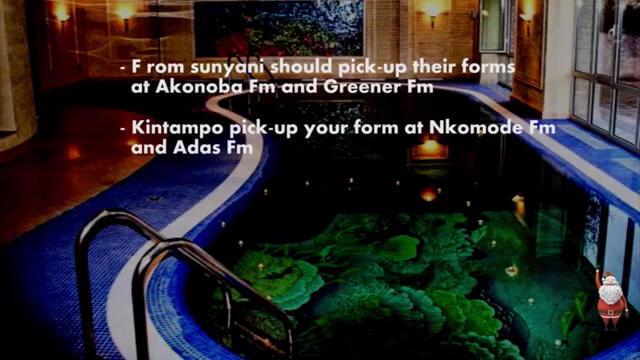 - F rom sunyani should pick-up their forms
at Akonoba Fm and Greener Fm
- Kintampo pick-up your form at Nkomode Fm
and Adas Fm